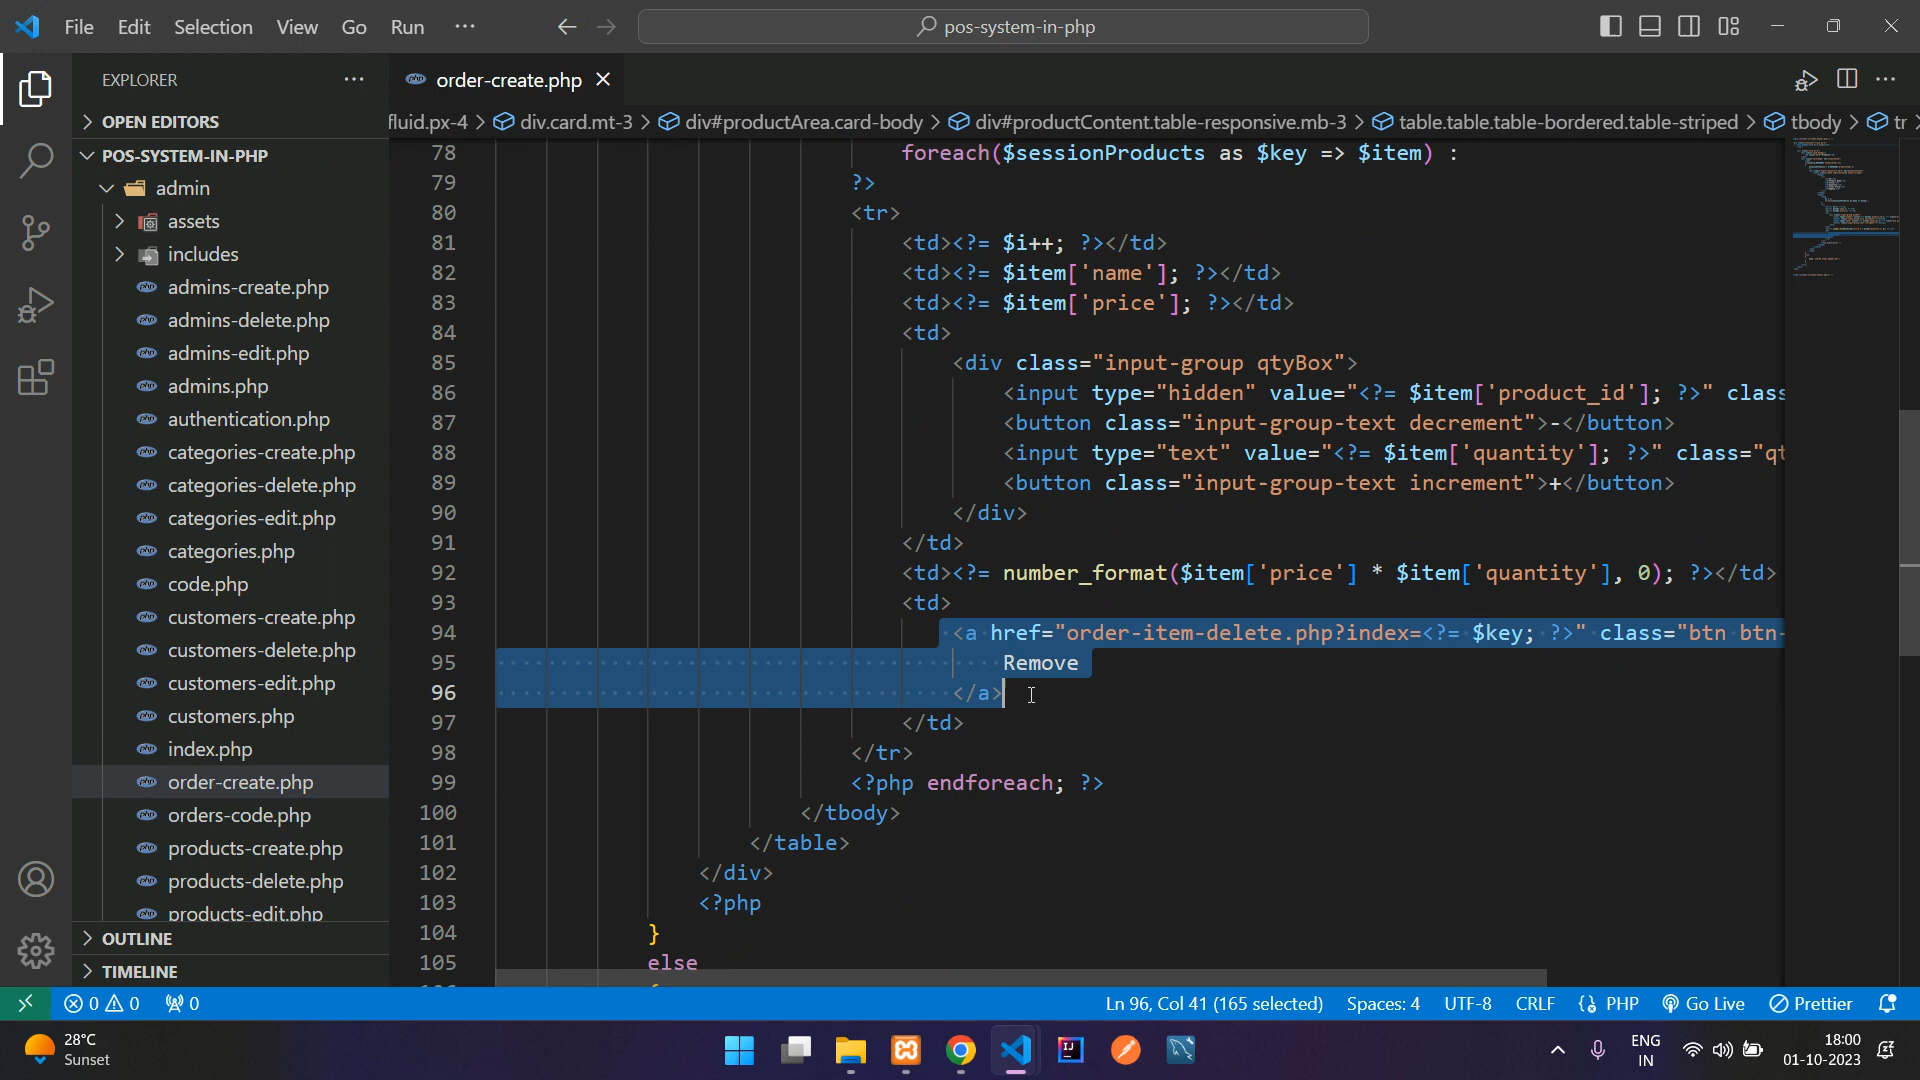 File Edit Selection View Go Run ··· pos-system-in-php
EXPLORER ···
order-create.php
OPEN EDITORS
fluid.px-4 > div.card.mt-3 > div#productArea.card-body > div#productContent.table-responsive.mb-3 > table.table.table-bordered.table-striped > tbody > tr >
POS-SYSTEM-IN-PHP
admin
assets
includes
admins-create.php
admins-delete.php
admins-edit.php
admins.php
authentication.php
categories-create.php
categories-delete.php
categories-edit.php
categories.php
code.php
customers-create.php
customers-delete.php
customers-edit.php
customers.php
index.php
order-create.php
orders-code.php
products-create.php
products-delete.php
products-edit.php
OUTLINE
TIMELINE
78 foreach($sessionProducts as $key => $item) :
79 ?>
80 <tr>
81 <td><?= $i++; ?></td>
82 <td><?= $item['name']; ?></td>
83 <td><?= $item['price']; ?></td>
84 <td>
85 <div class="input-group qtyBox">
86 <input type="hidden" value="<?= $item['product_id']; ?>" clas
87 <button class="input-group-text decrement">-</button>
88 <input type="text" value="<?= $item['quantity']; ?>" class="qt
89 <button class="input-group-text increment">+</button>
90 </div>
91 </td>
92 <td><?= number_format($item['price'] * $item['quantity'], 0); ?></td>
93 <td>
94 <a href="order-item-delete.php?index=<?= $key; ?>" class="btn btn-
95 Remove
96 </a>
97 </td>
98 </tr>
99 <?php endforeach; ?>
100 </tbody>
101 </table>
102 </div>
103 <?php
104 }
105 else
0 0 0 Ln 96, Col 41 (165 selected) Spaces: 4 UTF-8 CRLF PHP Go Live Prettier
28°C
Sunset
ENG
IN
18:00
01-10-2023